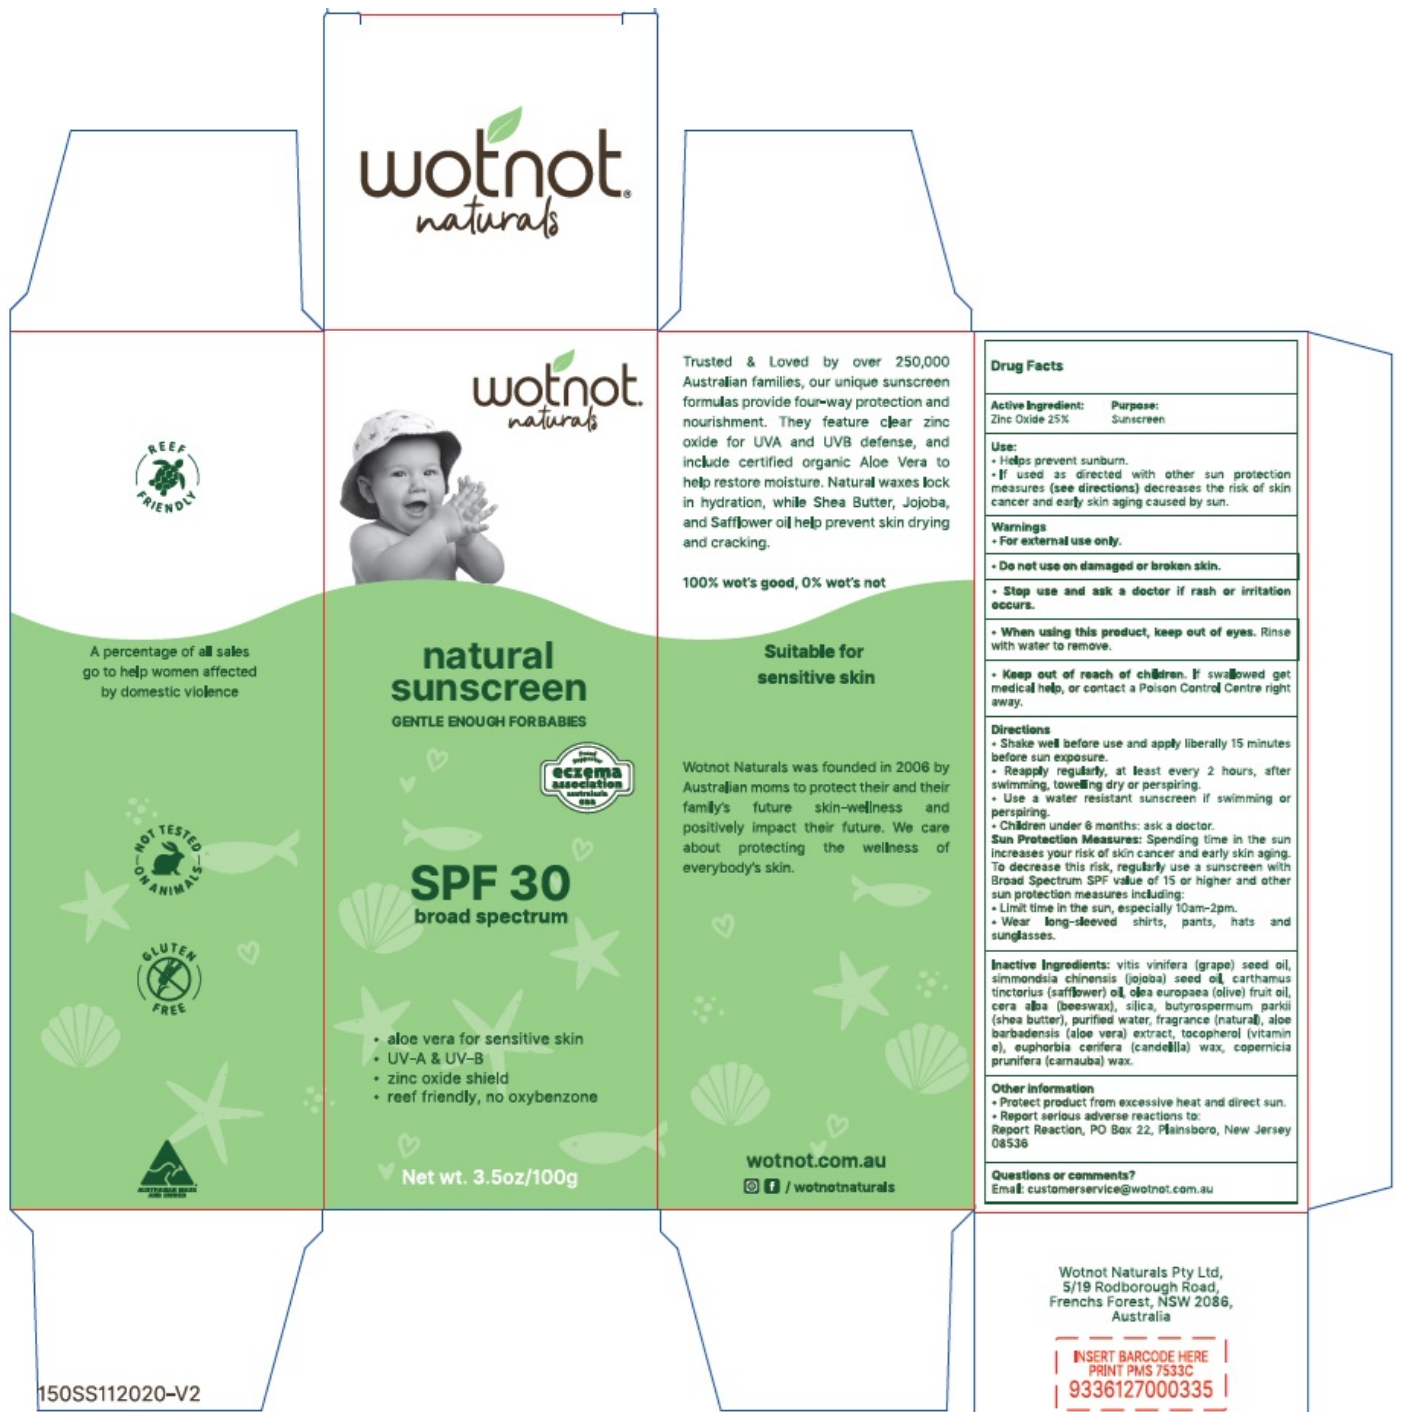 wotnot®
naturals
REEF
FRIENDLY
A percentage of all sales
go to help women affected
by domestic violence
NOT TESTED
ON ANIMALS
GLUTEN
FREE
AUSTRALIAN MADE
AND OWNED
150SS112020-V2
wotnot.
naturals
natural
sunscreen
GENTLE ENOUGH FOR BABIES
Proud
Supporter
eczema
association
australasia
SPF 30
broad spectrum
• aloe vera for sensitive skin
• UV-A & UV-B
• zinc oxide shield
• reef friendly, no oxybenzone
Net wt. 3.5oz/100g
Trusted & Loved by over 250,000
Australian families, our unique sunscreen
formulas provide four-way protection and
nourishment. They feature clear zinc
oxide for UVA and UVB defense, and
include certified organic Aloe Vera to
help restore moisture. Natural waxes lock
in hydration, while Shea Butter, Jojoba,
and Safflower oil help prevent skin drying
and cracking.
100% wot's good, 0% wot's not
Suitable for
sensitive skin
Wotnot Naturals was founded in 2006 by
Australian moms to protect their and their
family's future skin-wellness and
positively impact their future. We care
about protecting the wellness of
everybody's skin.
wotnot.com.au
/ wotnotnaturals
Drug Facts
Active Ingredient: Purpose:
Zinc Oxide 25% Sunscreen
Use:
• Helps prevent sunburn.
• If used as directed with other sun protection
measures (see directions) decreases the risk of skin
cancer and early skin aging caused by sun.
Warnings
• For external use only.
• Do not use on damaged or broken skin.
• Stop use and ask a doctor if rash or irritation
occurs.
• When using this product, keep out of eyes. Rinse
with water to remove.
• Keep out of reach of children. If swallowed get
medical help, or contact a Poison Control Centre right
away.
Directions
• Shake well before use and apply liberally 15 minutes
before sun exposure.
• Reapply regularly, at least every 2 hours, after
swimming, towelling dry or perspiring.
• Use a water resistant sunscreen if swimming or
perspiring.
• Children under 6 months: ask a doctor.
Sun Protection Measures: Spending time in the sun
increases your risk of skin cancer and early skin aging.
To decrease this risk, regularly use a sunscreen with
Broad Spectrum SPF value of 15 or higher and other
sun protection measures including:
• Limit time in the sun, especially 10am-2pm.
• Wear long-sleeved shirts, pants, hats and
sunglasses.
Inactive Ingredients: vitis vinifera (grape) seed oil,
simmondsia chinensis (jojoba) seed oil, carthamus
tinctorius (safflower) oil, olea europaea (olive) fruit oil,
cera alba (beeswax), silica, butyrospermum parkii
(shea butter), purified water, fragrance (natural), aloe
barbadensis (aloe vera) extract, tocopherol (vitamin
e), euphorbia cerifera (candelilla) wax, copernicia
prunifera (carnauba) wax.
Other information
• Protect product from excessive heat and direct sun.
• Report serious adverse reactions to:
Report Reaction, PO Box 22, Plainsboro, New Jersey
08536
Questions or comments?
Email: customerservice@wotnot.com.au
Wotnot Naturals Pty Ltd,
5/19 Rodborough Road,
Frenchs Forest, NSW 2086,
Australia
INSERT BARCODE HERE
PRINT PMS 7533C
9336127000335